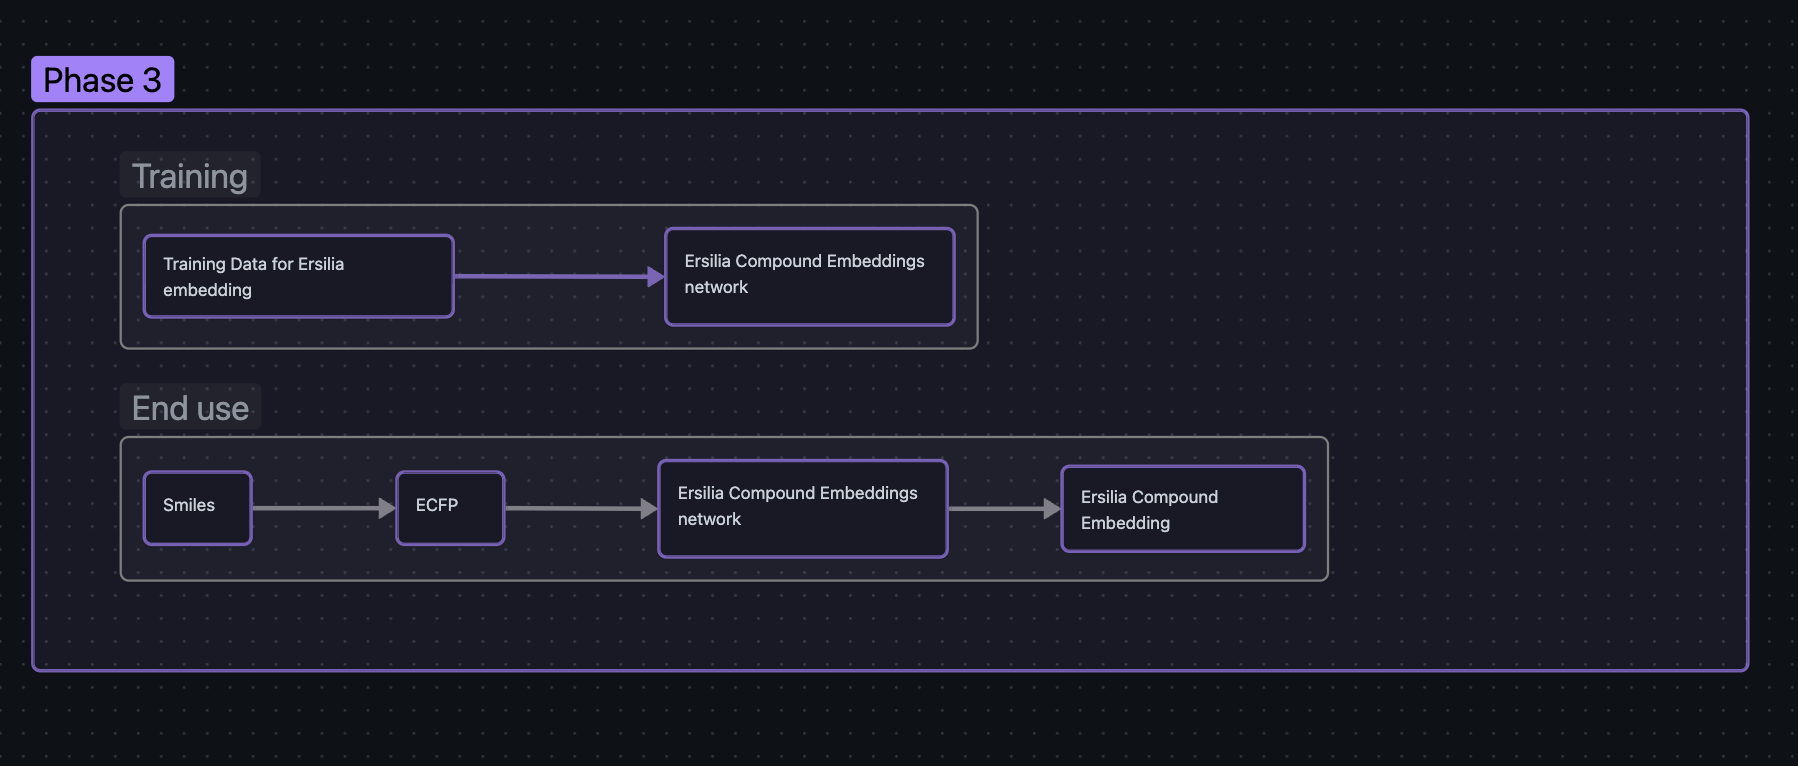 Phase 3
Training
Training Data for Ersilia
embedding
Ersilia Compound Embeddings
network
End use
Smiles
ECFP
Ersilia Compound Embeddings
network
Ersilia Compound
Embedding